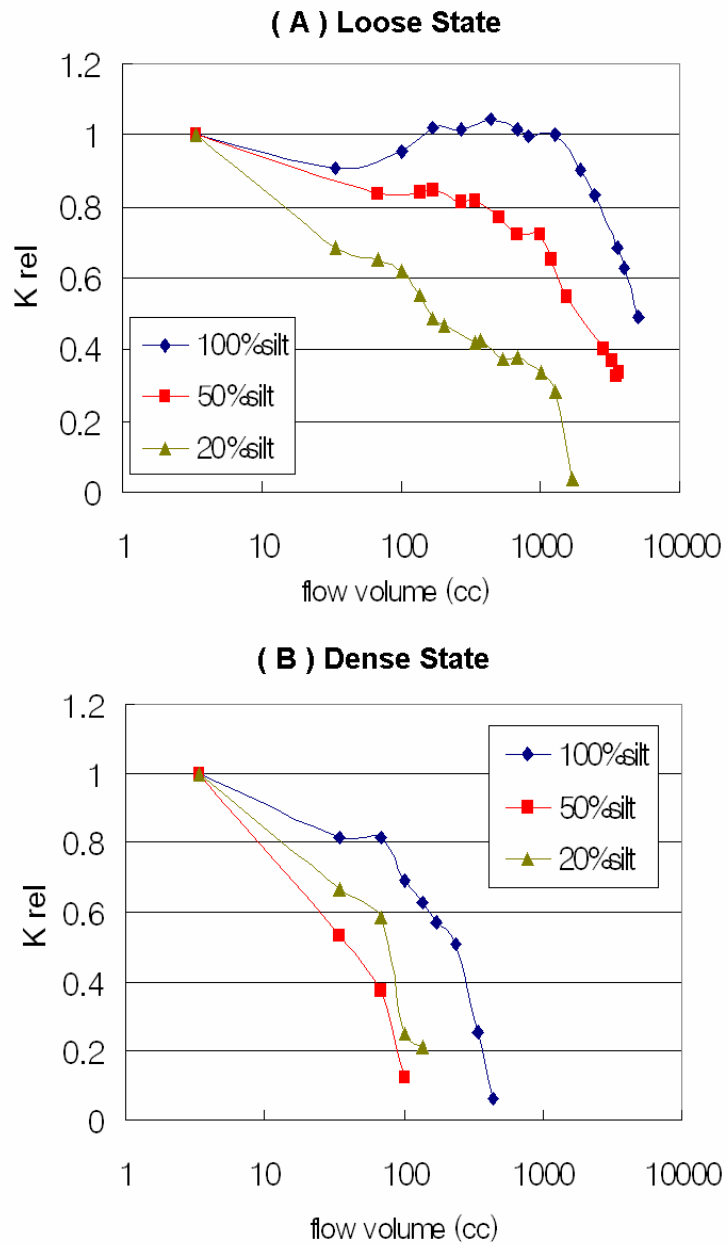 ( A ) Loose State
1.2
1
0.8
0.6
0.4
0.2
0
K rel
100%silt
50%silt
20%silt
1 10 100 1000 10000
flow volume (cc)
( B ) Dense State
1.2
1
0.8
0.6
0.4
0.2
0
K rel
100%silt
50%silt
20%silt
1 10 100 1000 10000
flow volume (cc)